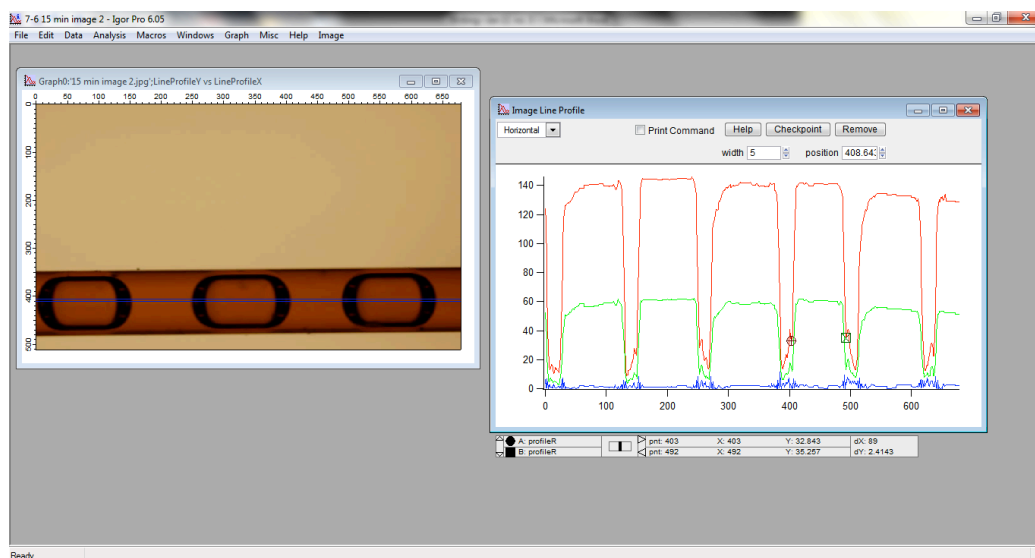 7-6 15 min image 2 - Igor Pro 6.05
File Edit Data Analysis Macros Windows Graph Misc Help Image
Graph0:'15 min image 2.jpg';LineProfileY vs LineProfileX
0 50 100 150 200 250 300 350 400 450 500 550 600 650
0
100
200
300
400
500
Image Line Profile
Horizontal Print Command Help Checkpoint Remove
width 5 position 408.64
140
120
100
80
60
40
20
0
0 100 200 300 400 500 600
A: profileR pnt: 403 X: 403 Y: 32.843 dX: 89
B: profileR pnt: 492 X: 492 Y: 35.257 dY: 2.4143
Ready